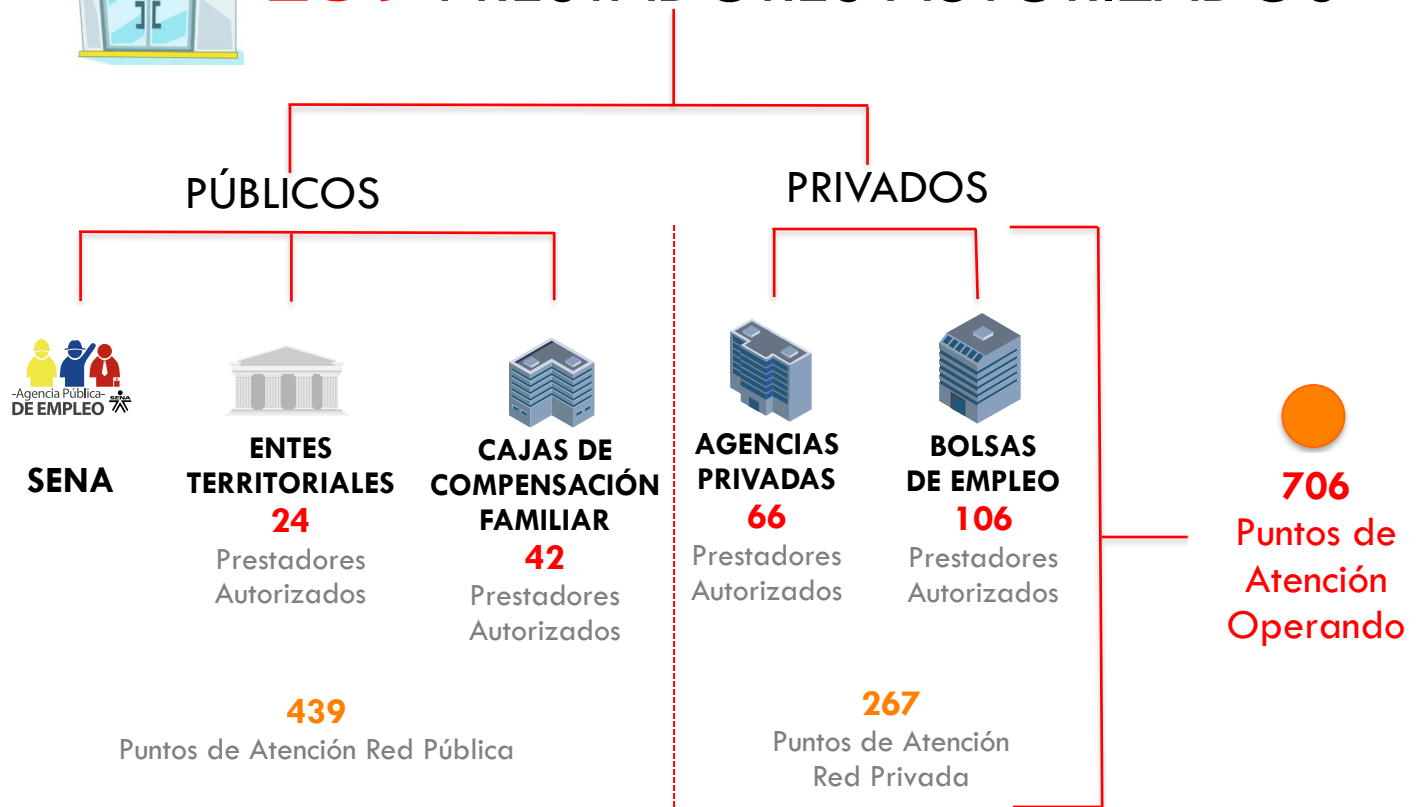 PRESTADORES AUTORIZADOS
PÚBLICOS
PRIVADOS
-Agencia Pública-
DE EMPLEO
SENA
SENA
ENTES
TERRITORIALES
24
Prestadores
Autorizados
CAJAS DE
COMPENSACIÓN
FAMILIAR
42
Prestadores
Autorizados
AGENCIAS
PRIVADAS
66
Prestadores
Autorizados
BOLSAS
DE EMPLEO
106
Prestadores
Autorizados
706
Puntos de
Atención
Operando
439
Puntos de Atención Red Pública
267
Puntos de Atención
Red Privada